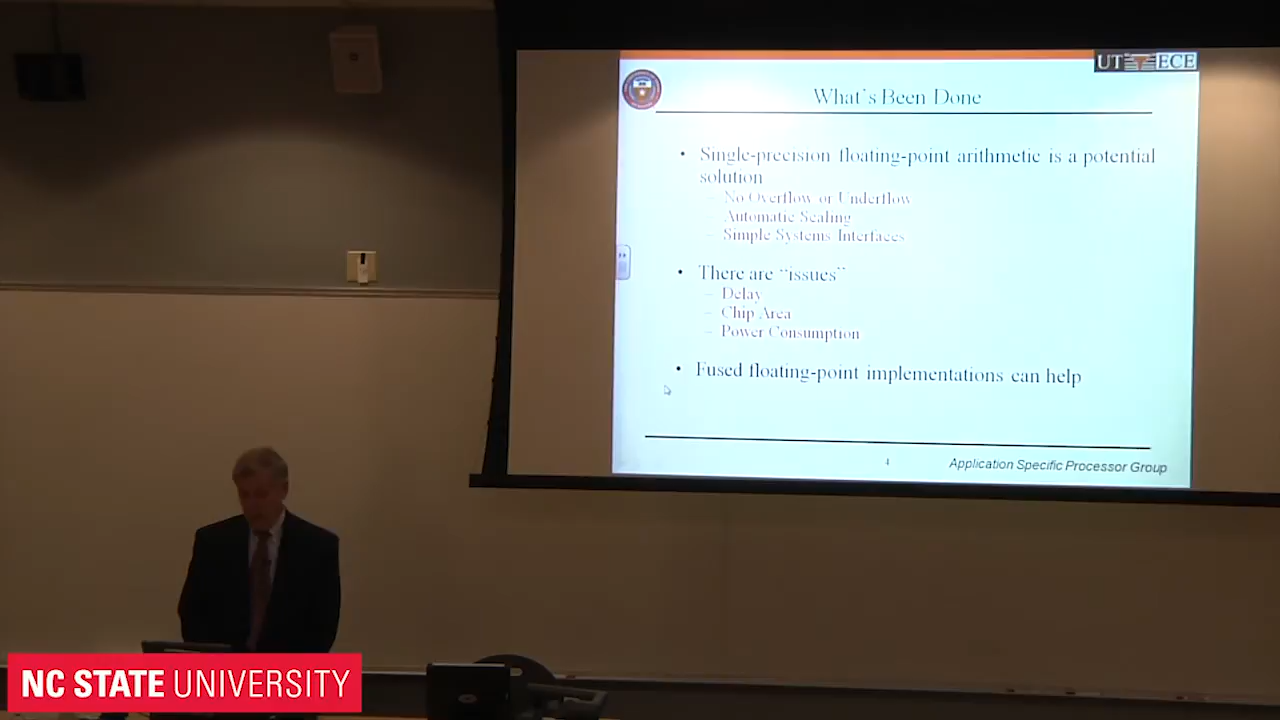 UT ECE
What's Been Done
• Single-precision floating-point arithmetic is a potential
solution
– No Overflow or Underflow
– Automatic Scaling
– Simple Systems Interfaces
• There are "issues"
– Delay
– Chip Area
– Power Consumption
• Fused floating-point implementations can help
4
Application Specific Processor Group
NC STATE UNIVERSITY